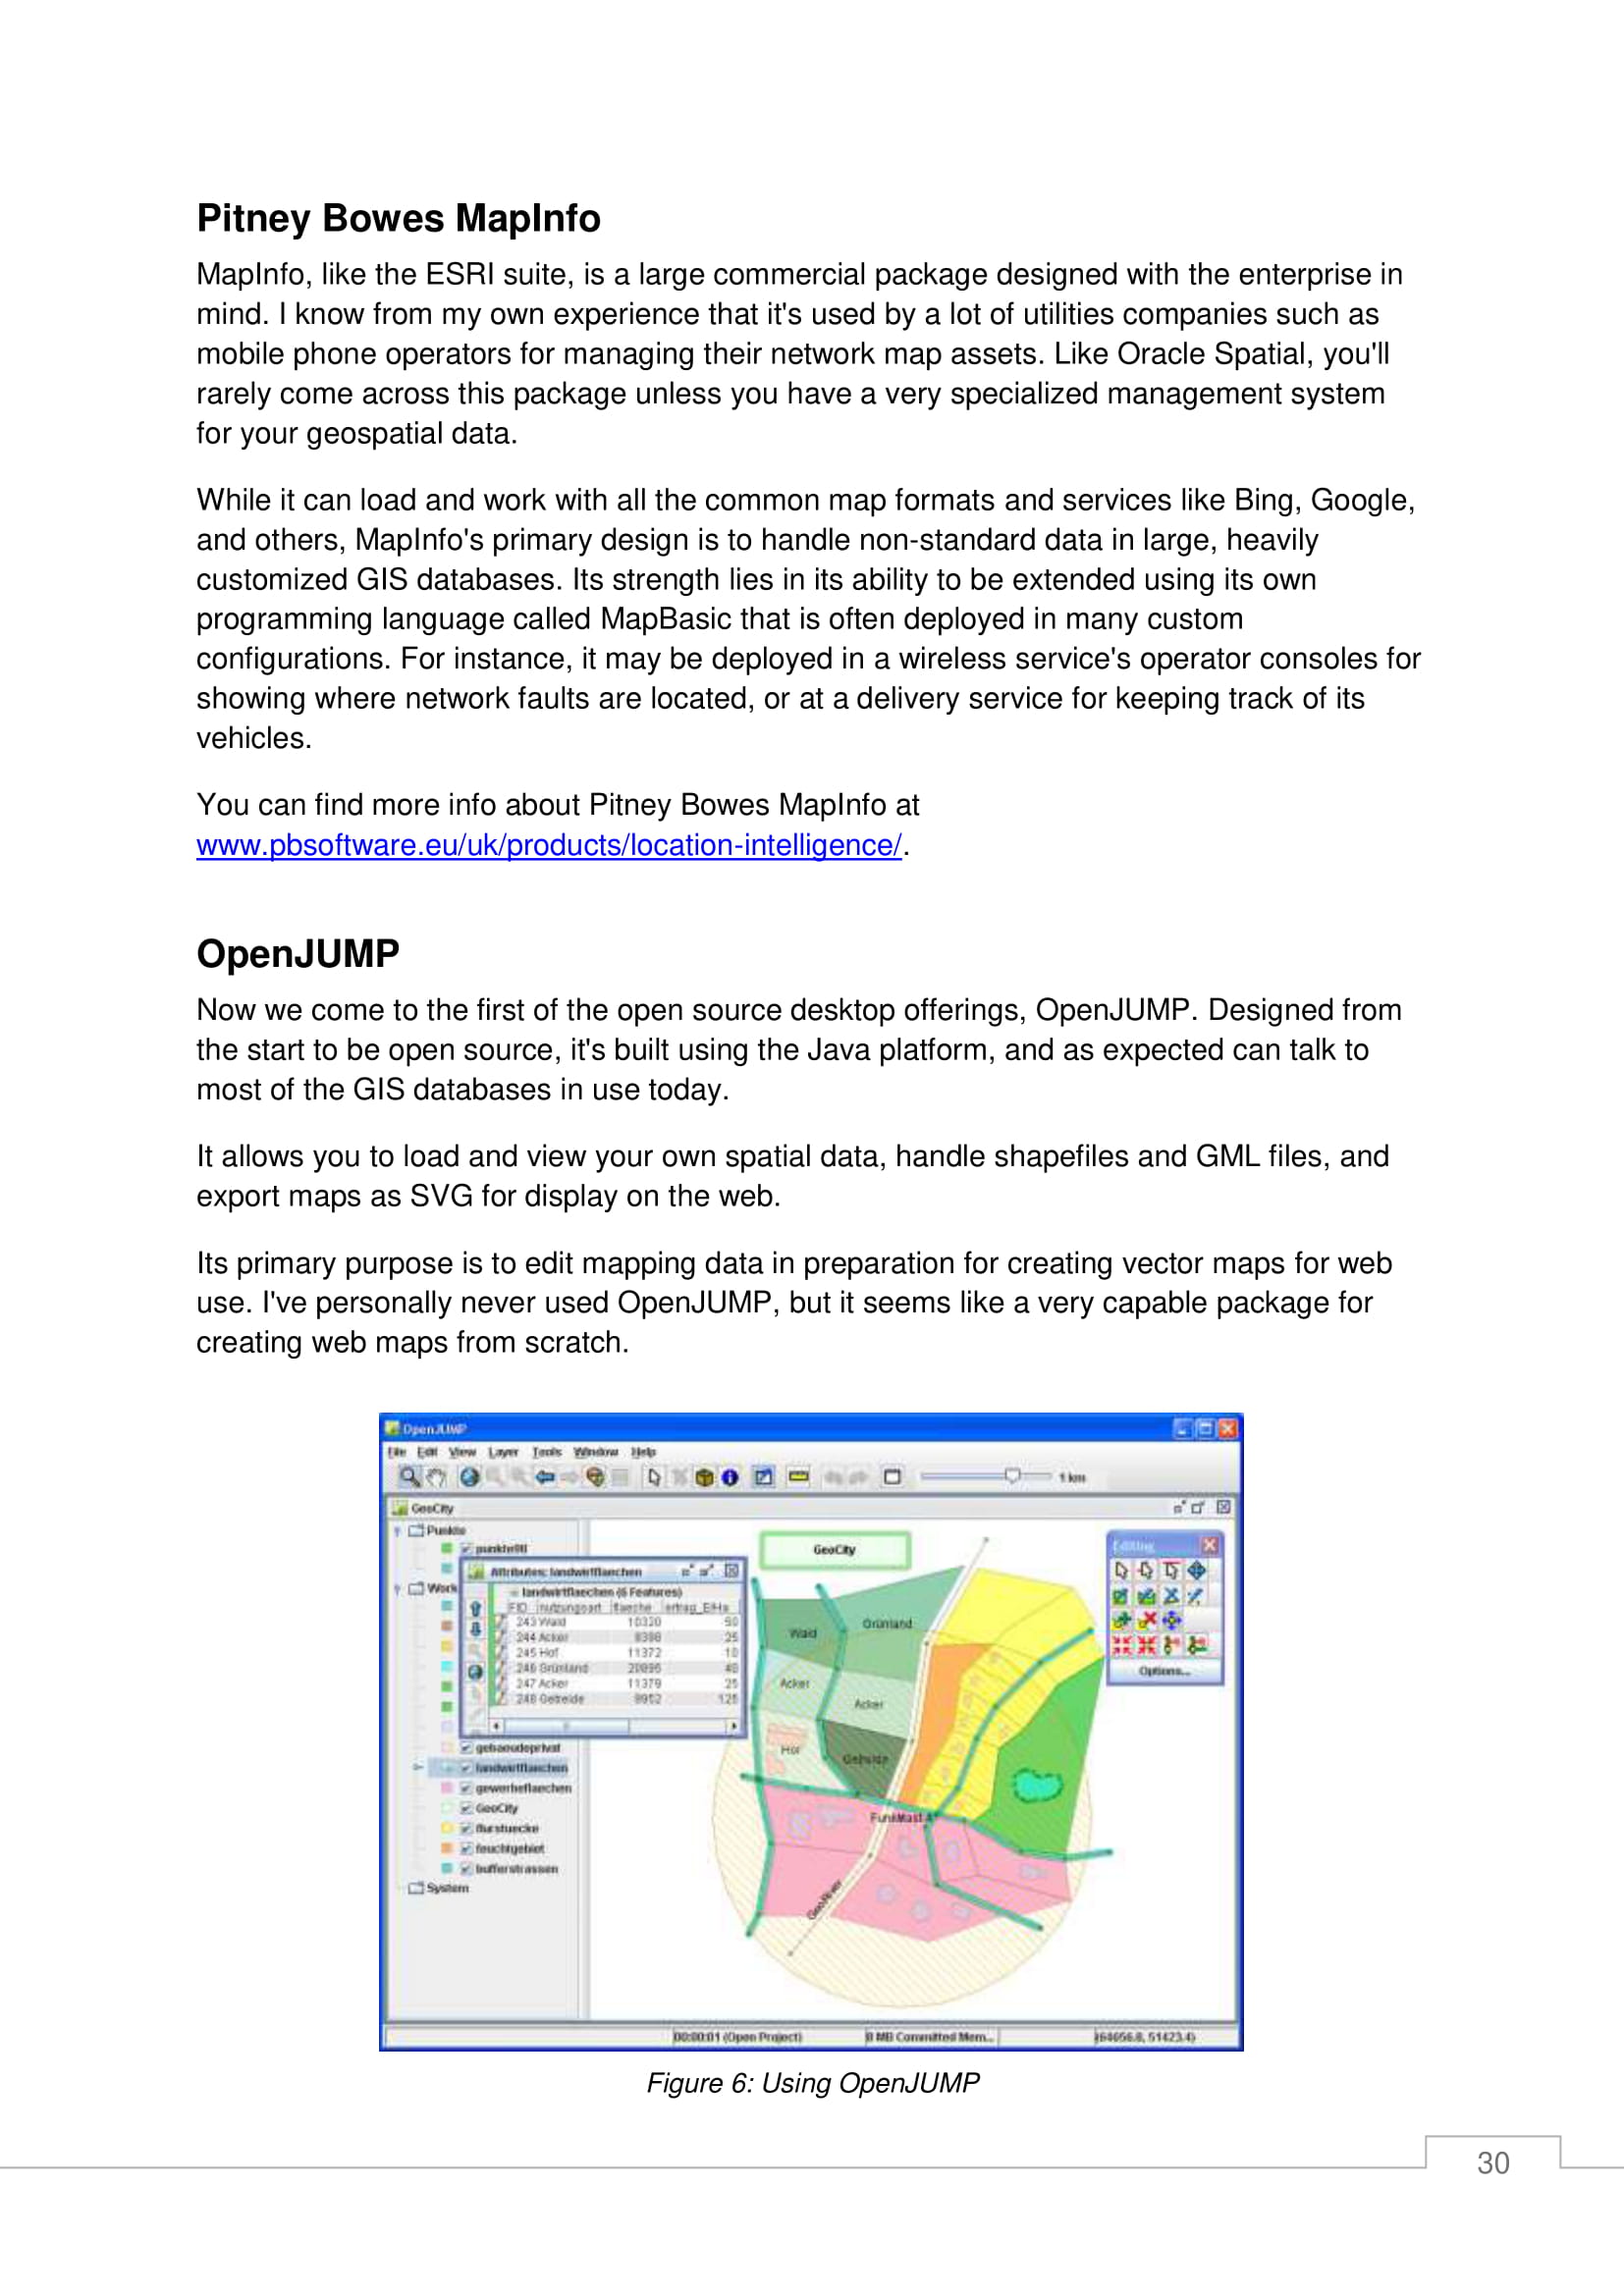 Pitney Bowes MapInfo
MapInfo, like the ESRI suite, is a large commercial package designed with the enterprise in
mind. I know from my own experience that it's used by a lot of utilities companies such as
mobile phone operators for managing their network map assets. Like Oracle Spatial, you'll
rarely come across this package unless you have a very specialized management system
for your geospatial data.
While it can load and work with all the common map formats and services like Bing, Google,
and others, MapInfo's primary design is to handle non-standard data in large, heavily
customized GIS databases. Its strength lies in its ability to be extended using its own
programming language called MapBasic that is often deployed in many custom
configurations. For instance, it may be deployed in a wireless service's operator consoles for
showing where network faults are located, or at a delivery service for keeping track of its
vehicles.
You can find more info about Pitney Bowes MapInfo at
www.pbsoftware.eu/uk/products/location-intelligence/.
OpenJUMP
Now we come to the first of the open source desktop offerings, OpenJUMP. Designed from
the start to be open source, it's built using the Java platform, and as expected can talk to
most of the GIS databases in use today.
It allows you to load and view your own spatial data, handle shapefiles and GML files, and
export maps as SVG for display on the web.
Its primary purpose is to edit mapping data in preparation for creating vector maps for web
use. I've personally never used OpenJUMP, but it seems like a very capable package for
creating web maps from scratch.
OpenJUMP
File Edit View Layer Tools Window Help
1 km
GeoCity
Punkte
Attributes: landwirtflaechen
landwirtflaechen (6 Features)
FID nutzungsart flaeche ertrag_E/Ha
243 Wald 10320 50
244 Acker 25
245 Hof 11372 10
246 Grünland 40
247 Acker 11379 25
248 Getreide 125
Work
gebaeudeprivat
landwirtflaechen
gewerbeflaechen
GeoCity
flurstuecke
feuchtgebiet
bufferstrassen
System
GeoCity
Wald
Grünland
Acker
Acker
Hof
Getreide
FunkMast
GeoRiver
Editing
Options...
00:00:01 (Open Project)
MB Committed Mem...
Figure 6: Using OpenJUMP
30